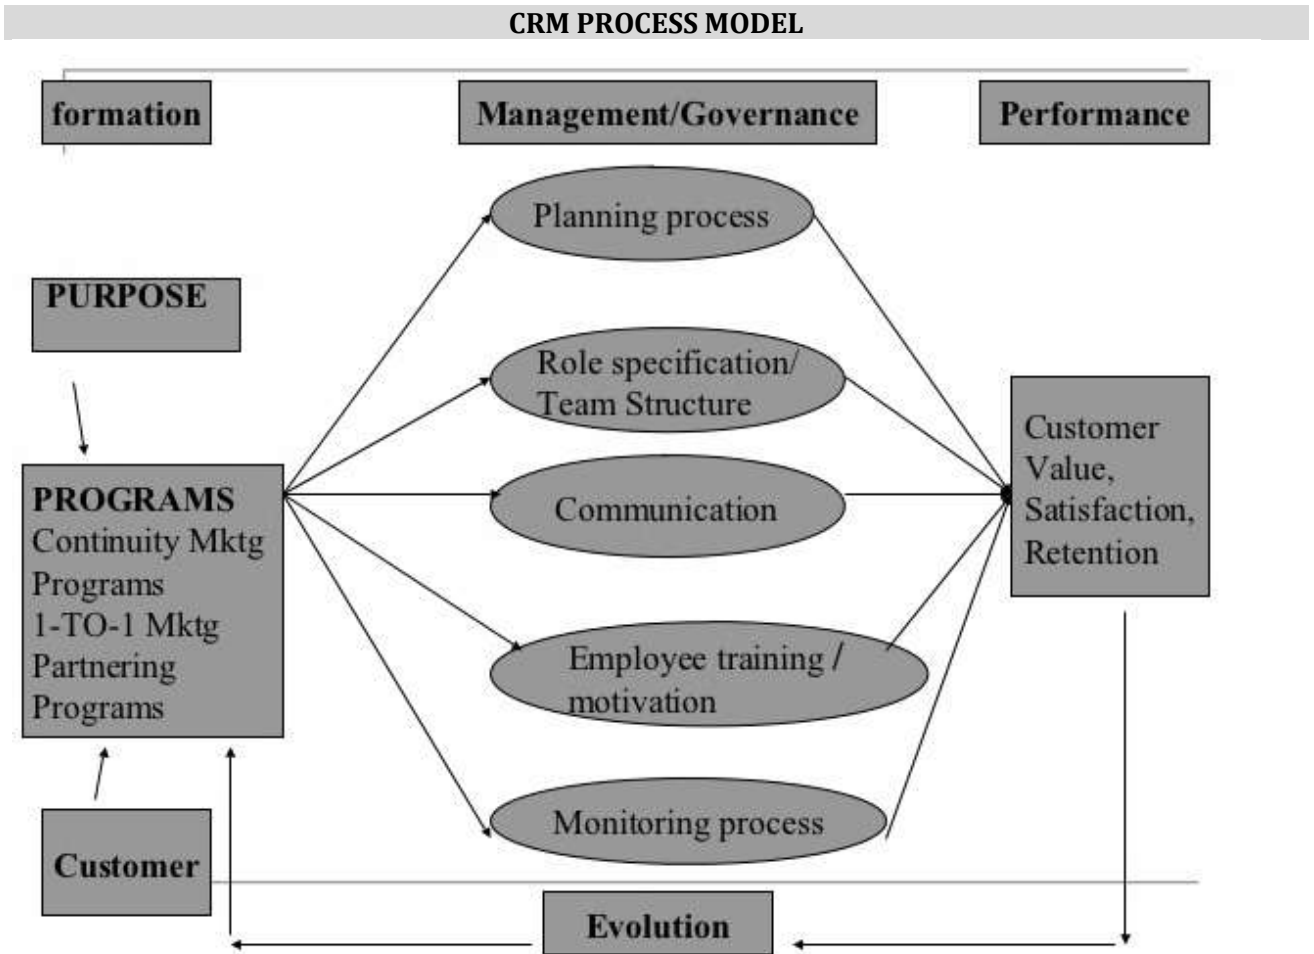 CRM PROCESS MODEL
formation
Management/Governance
Performance
Planning process
PURPOSE
Role specification/
Team Structure
Customer
Value,
Satisfaction,
Retention
PROGRAMS
Continuity Mktg
Programs
1-TO-1 Mktg
Partnering
Programs
Communication
Employee training /
motivation
Monitoring process
Customer
Evolution